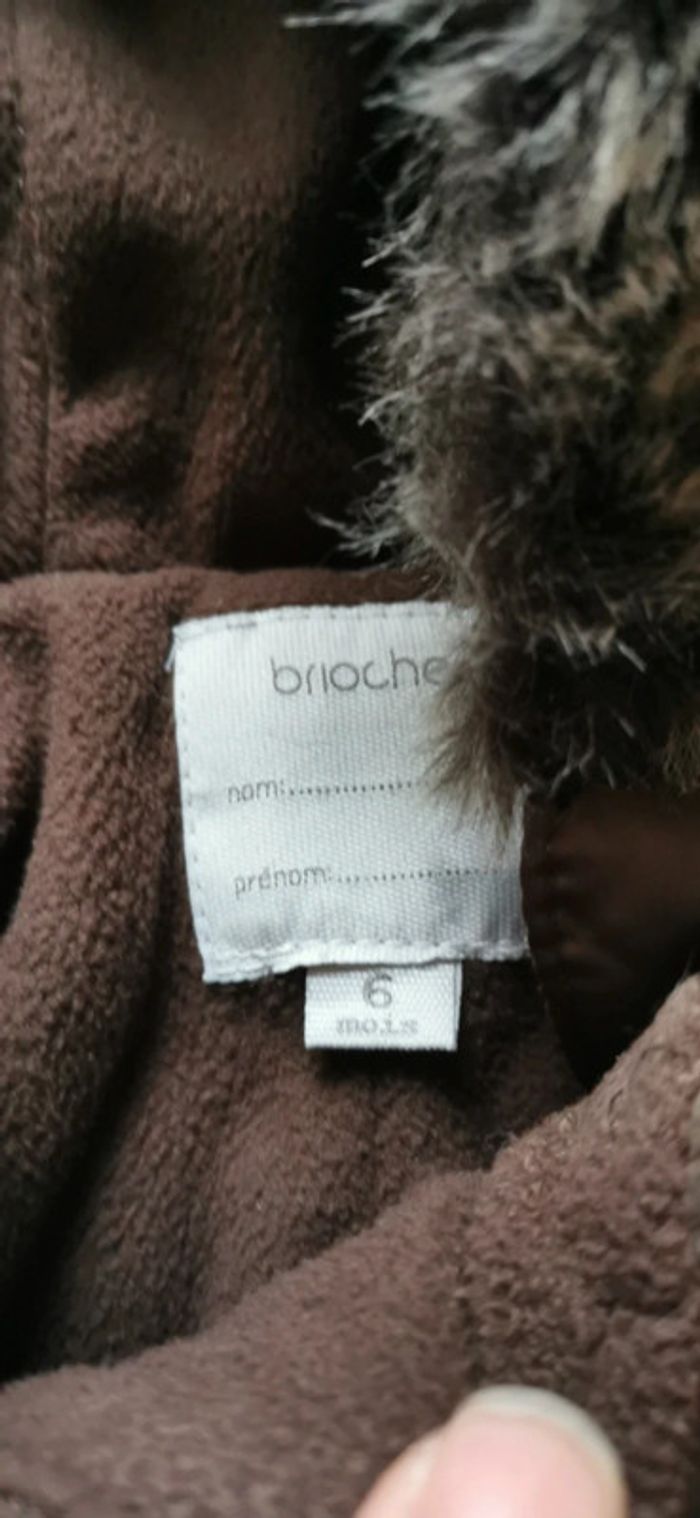 brioche
nom:....................
prénom:....................
6
mois